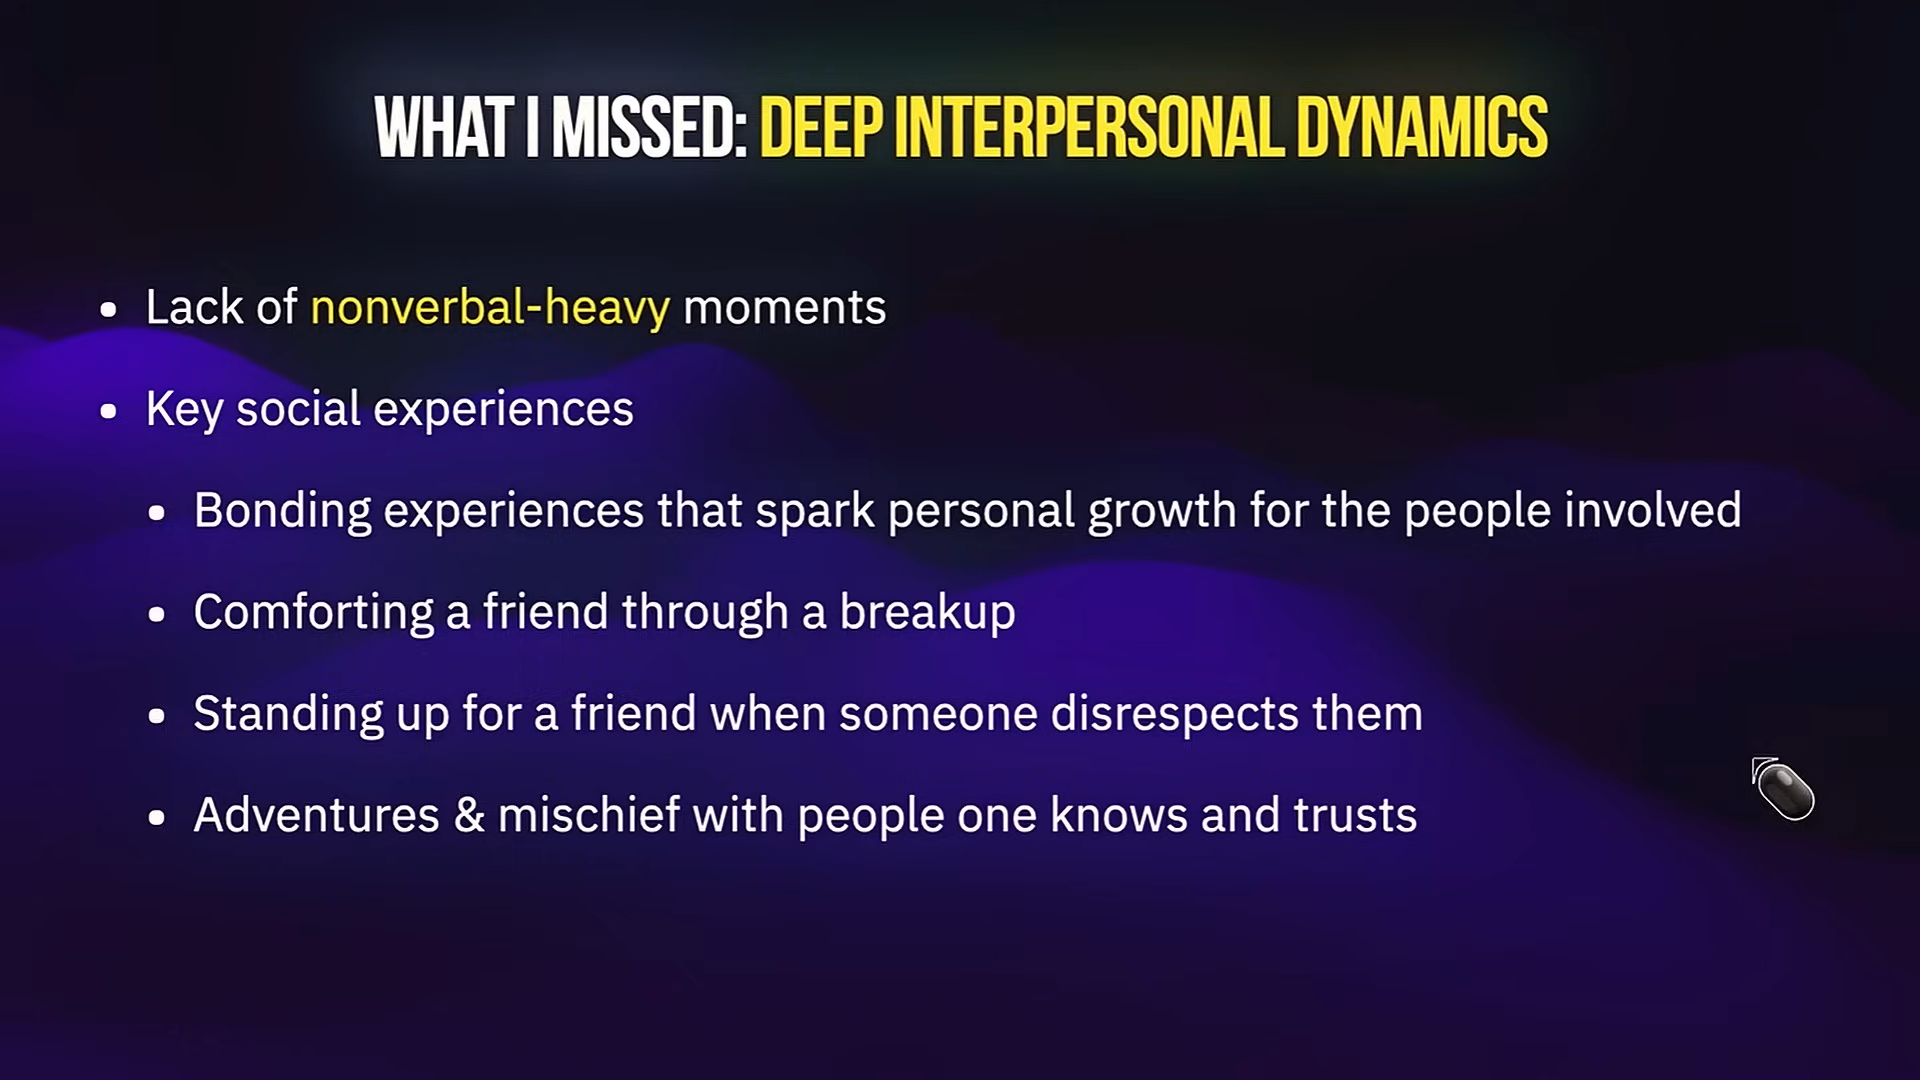 WHAT I MISSED: DEEP INTERPERSONAL DYNAMICS
• Lack of nonverbal-heavy moments
• Key social experiences
• Bonding experiences that spark personal growth for the people involved
• Comforting a friend through a breakup
• Standing up for a friend when someone disrespects them
• Adventures & mischief with people one knows and trusts